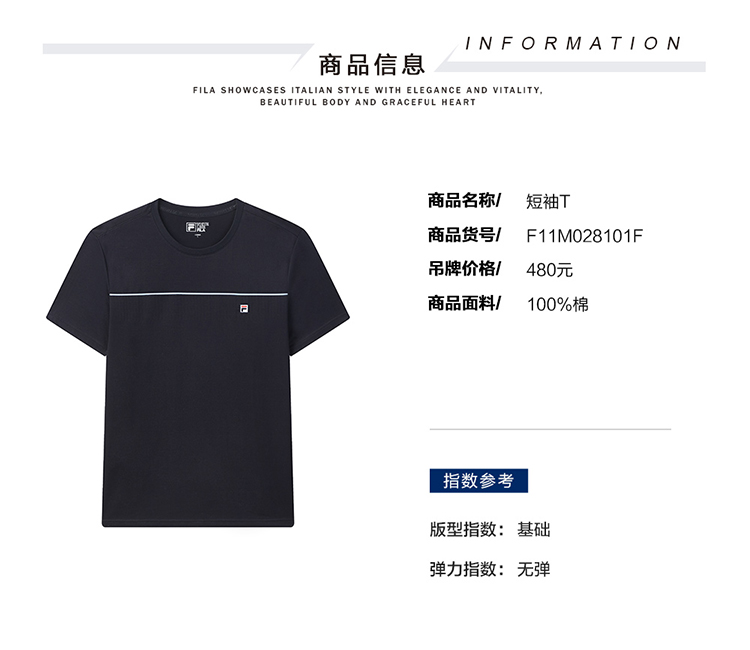 INFORMATION
商品信息
FILA SHOWCASES ITALIAN STYLE WITH ELEGANCE AND VITALITY,
BEAUTIFUL BODY AND GRACEFUL HEART
商品名称/ 短袖T
商品货号/ F11M028101F
吊牌价格/ 480元
商品面料/ 100%棉
指数参考
版型指数: 基础
弹力指数: 无弹